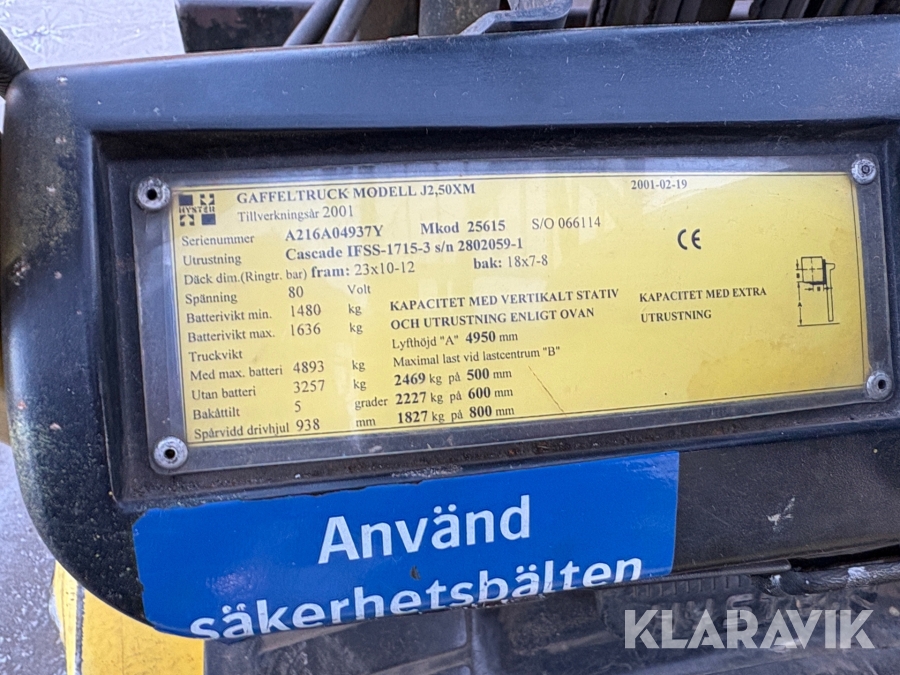 HYSTER
GAFFELTRUCK MODELL J2,50XM 2001-02-19
Tillverkningsår 2001
Serienummer A216A04937Y Mkod 25615 S/O 066114
Utrustning Cascade IFSS-1715-3 s/n 2802059-1
Däck dim.(Ringtr. bar) fram: 23x10-12 bak: 18x7-8
CE
Spänning 80 Volt
Batterivikt min. 1480 kg
Batterivikt max. 1636 kg
Truckvikt
Med max. batteri 4893 kg
Utan batteri 3257 kg
Bakåttilt 5 grader
Spårvidd drivhjul 938 mm
KAPACITET MED VERTIKALT STATIV
OCH UTRUSTNING ENLIGT OVAN
Lyfthöjd "A" 4950 mm
Maximal last vid lastcentrum "B"
2469 kg på 500 mm
2227 kg på 600 mm
1827 kg på 800 mm
KAPACITET MED EXTRA
UTRUSTNING
Använd
säkerhetsbälten
KLARAVIK